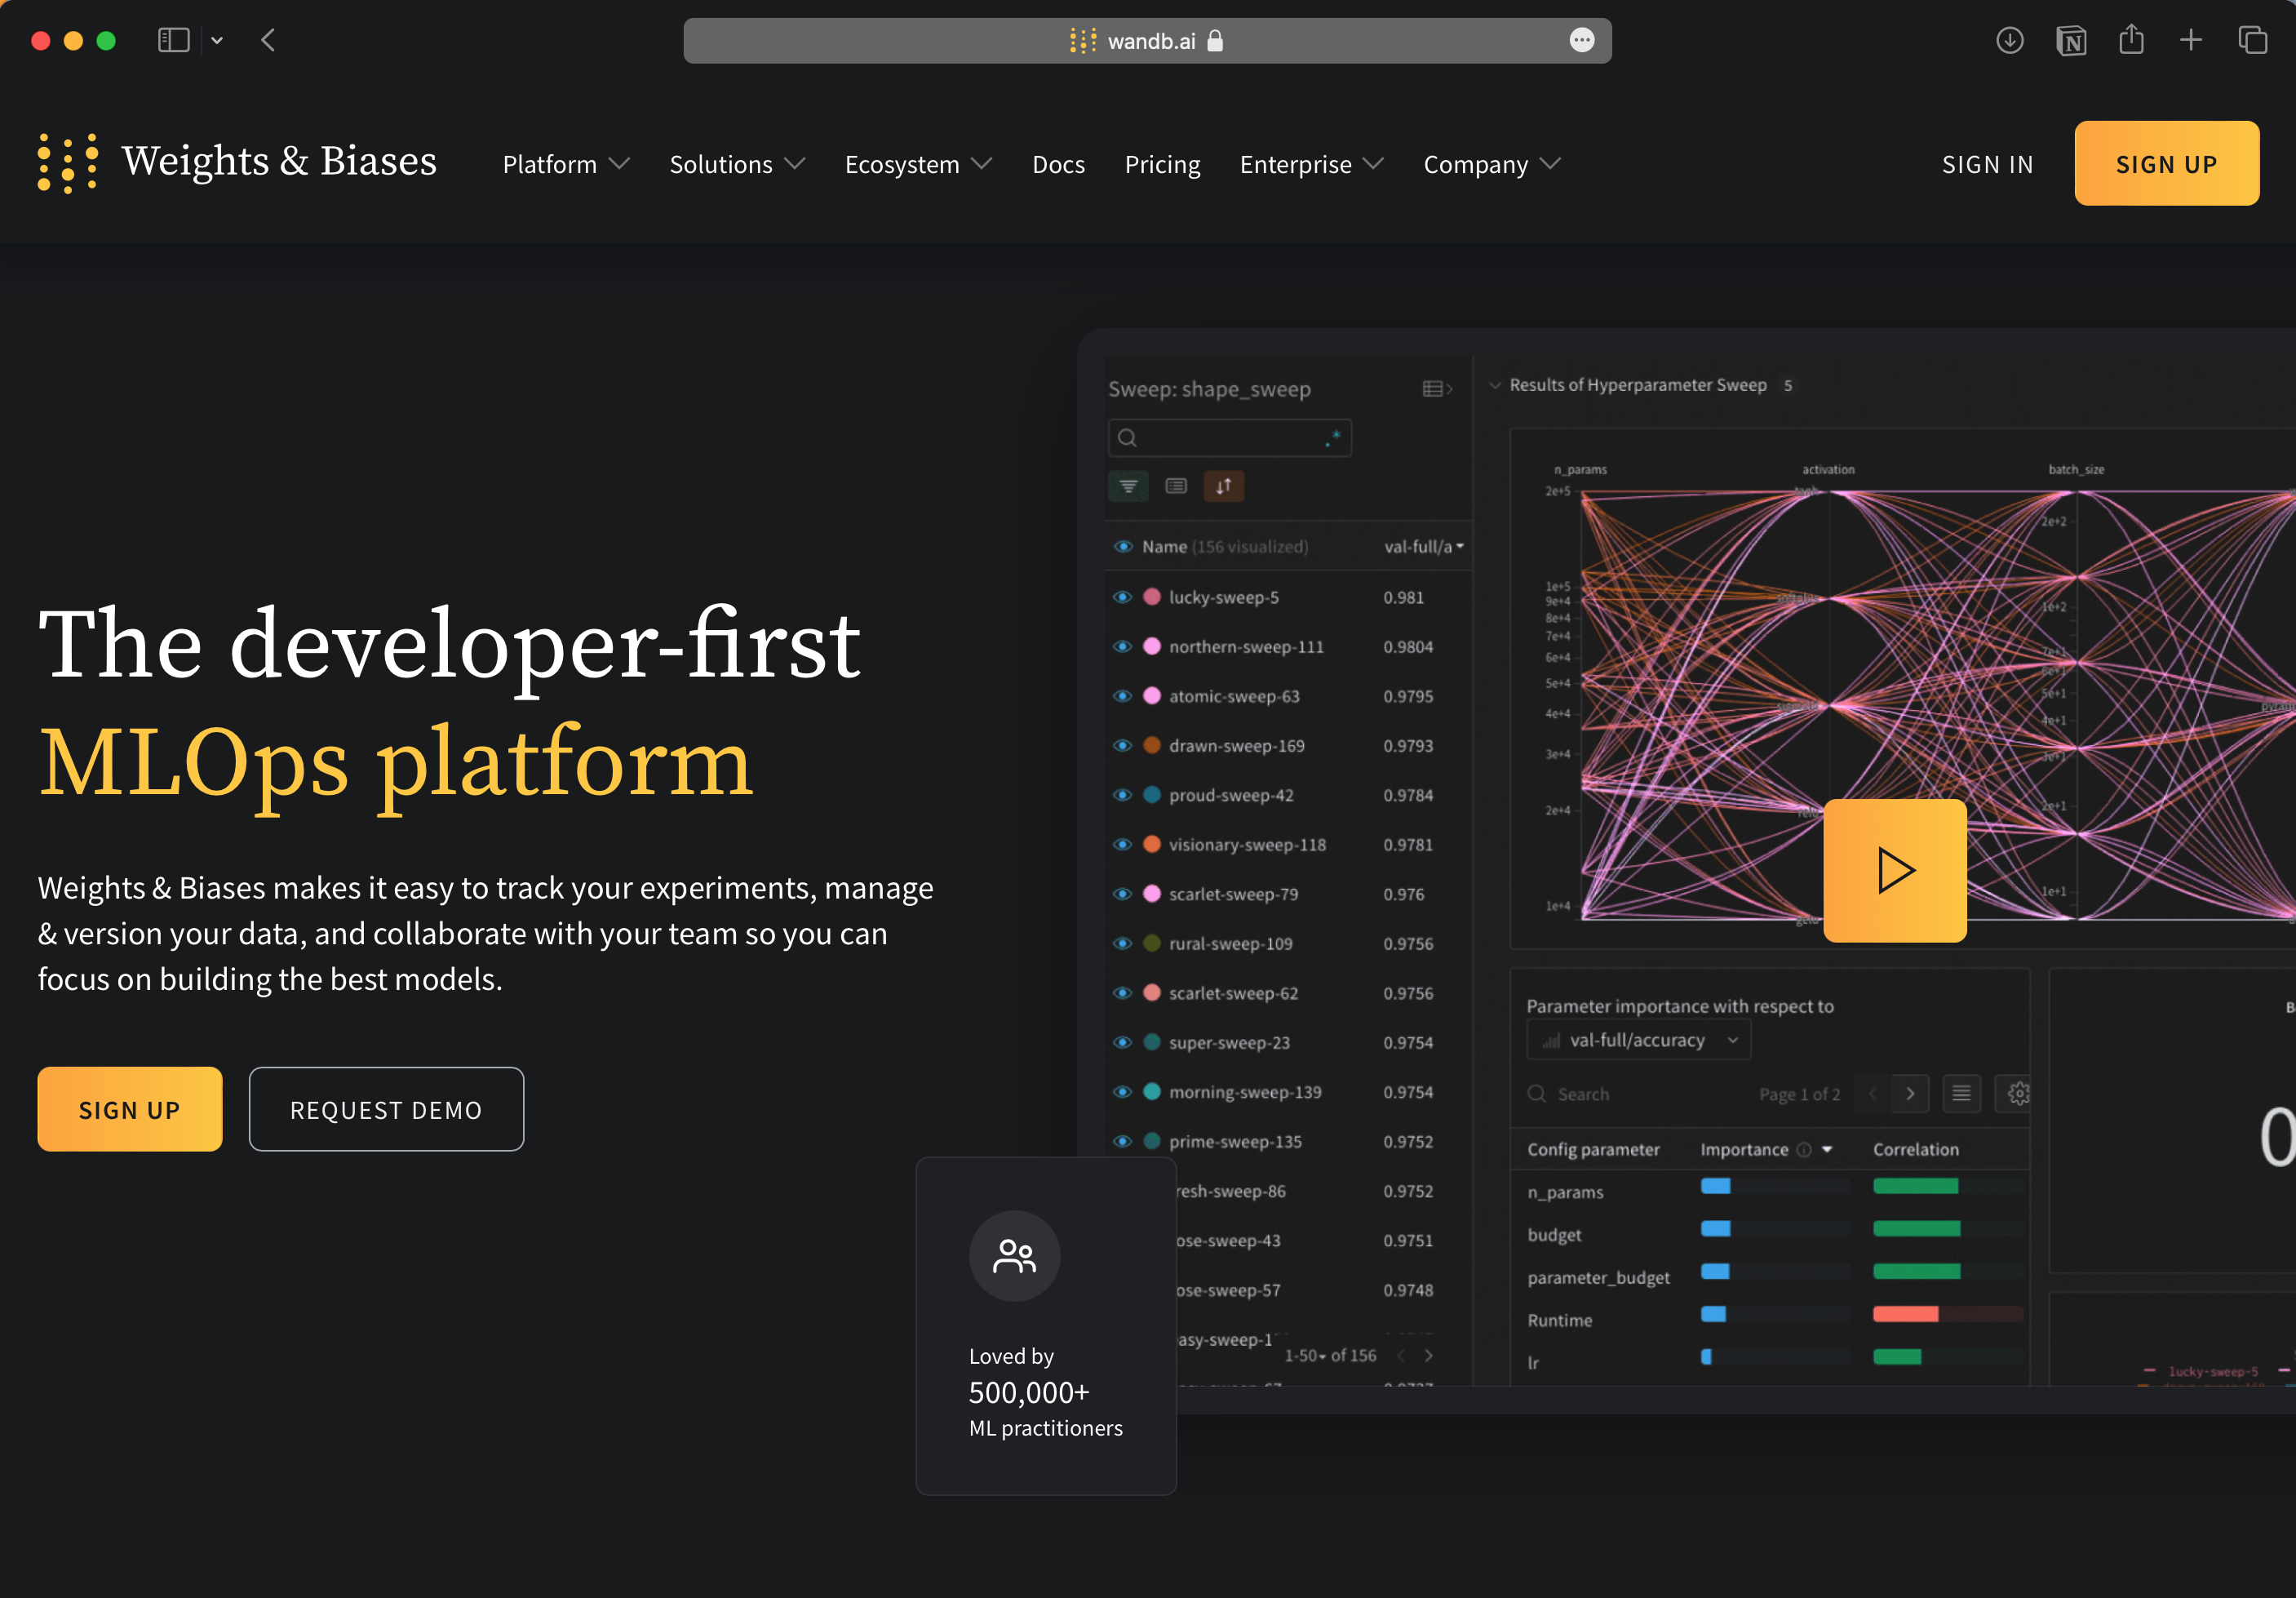 wandb.ai
Weights & Biases
Platform
Solutions
Ecosystem
Docs
Pricing
Enterprise
Company
SIGN IN
SIGN UP
The developer-first
MLOps platform
Weights & Biases makes it easy to track your experiments, manage
& version your data, and collaborate with your team so you can
focus on building the best models.
SIGN UP
REQUEST DEMO
Loved by
500,000+
ML practitioners
Sweep: shape_sweep
.*
Name (156 visualized) val-full/a
lucky-sweep-5 0.981
northern-sweep-111 0.9804
atomic-sweep-63 0.9795
drawn-sweep-169 0.9793
proud-sweep-42 0.9784
visionary-sweep-118 0.9781
scarlet-sweep-79 0.976
rural-sweep-109 0.9756
scarlet-sweep-62 0.9756
super-sweep-23 0.9754
morning-sweep-139 0.9754
prime-sweep-135 0.9752
resh-sweep-86 0.9752
ose-sweep-43 0.9751
ose-sweep-57 0.9748
asy-sweep-1
1-50 of 156
Results of Hyperparameter Sweep 5
n_params activation batch_size
2e+5
1e+5
9e+4
8e+4
7e+4
6e+4
5e+4
4e+4
3e+4
2e+4
1e+4
tanh
relu
gelu
2e+2
1e+2
7e+1
6e+1
5e+1
4e+1
3e+1
2e+1
1e+1
Parameter importance with respect to
val-full/accuracy
Search
Page 1 of 2
Config parameter Importance Correlation
n_params
budget
parameter_budget
Runtime
lr
0
lucky-sweep-5